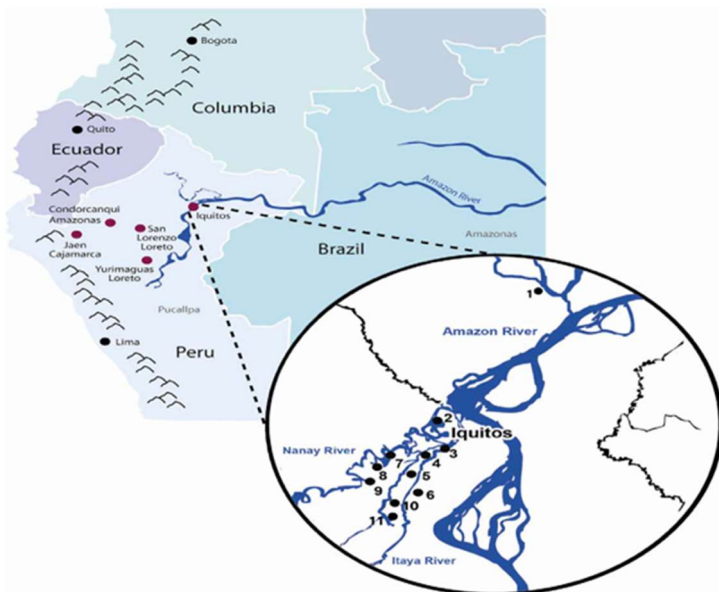 Bogota
Columbia
Quito
Ecuador
Amazon River
Condorcanqui
Amazonas
San
Lorenzo
Loreto
Iquitos
Jaen
Cajamarca
Yurimaguas
Loreto
Brazil
Amazonas
Pucallpa
Lima
Peru
1
Amazon River
2
Iquitos
Nanay River
7
4
3
8
5
9
6
10
11
Itaya River